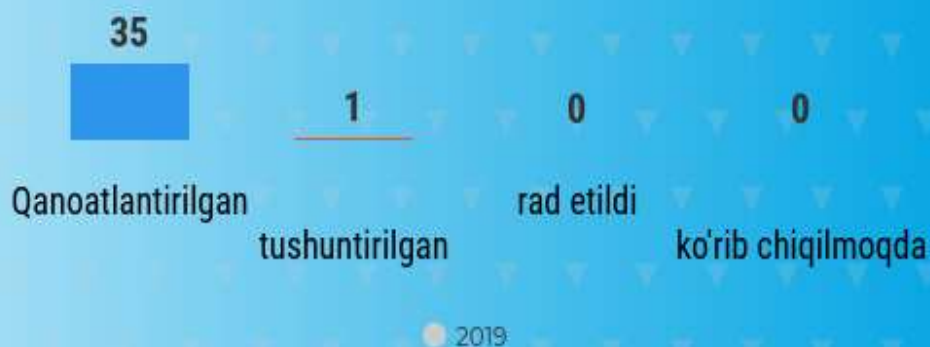 35
1 0 0
Qanoatlantirilgan rad etildi
tushuntirilgan ko'rib chiqilmoqda
2019